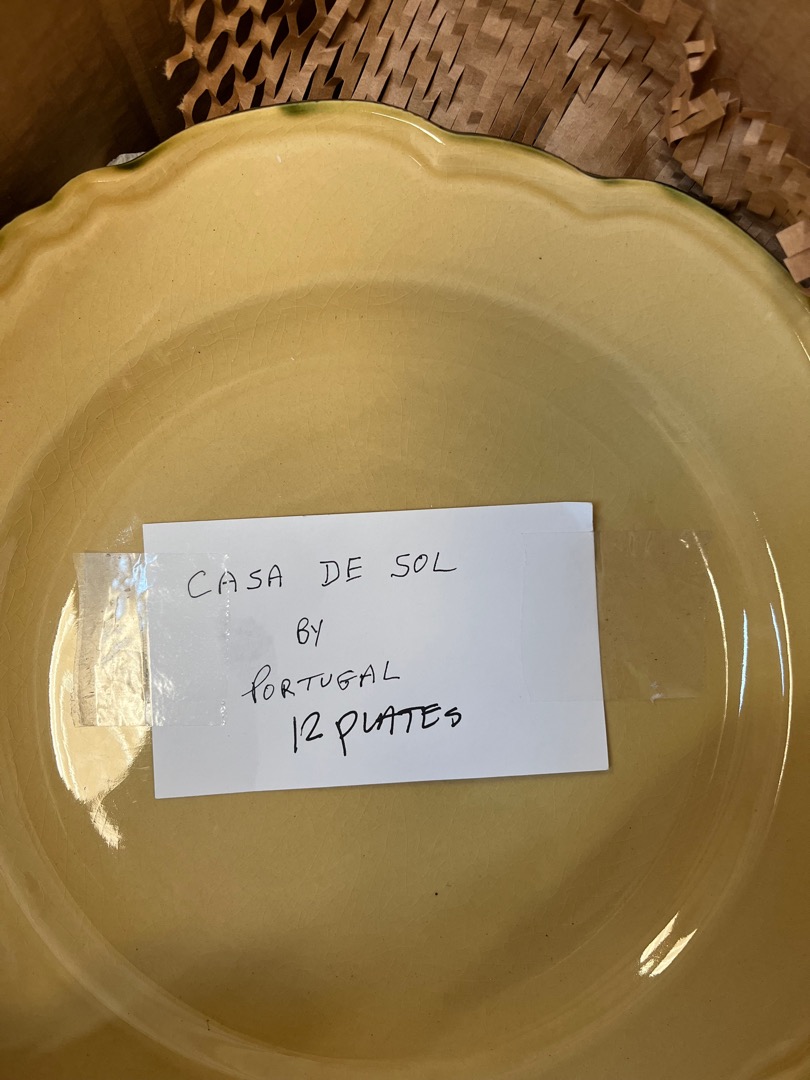 CASA DE SOL
BY
PORTUGAL
12 PLATES